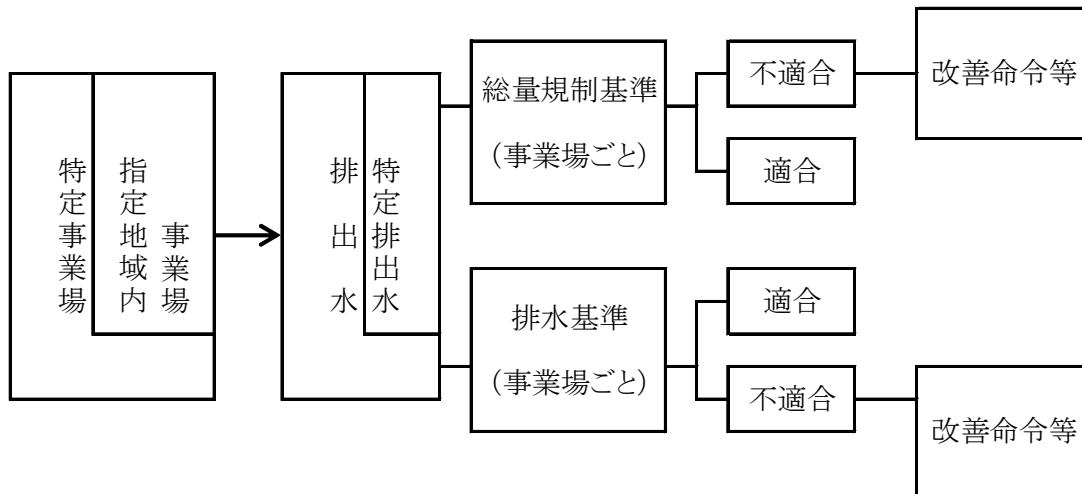 特定事業場
指定地域内
事業場
排出水
特定排出水
総量規制基準
(事業場ごと)
不適合
改善命令等
適合
排水基準
(事業場ごと)
適合
不適合
改善命令等